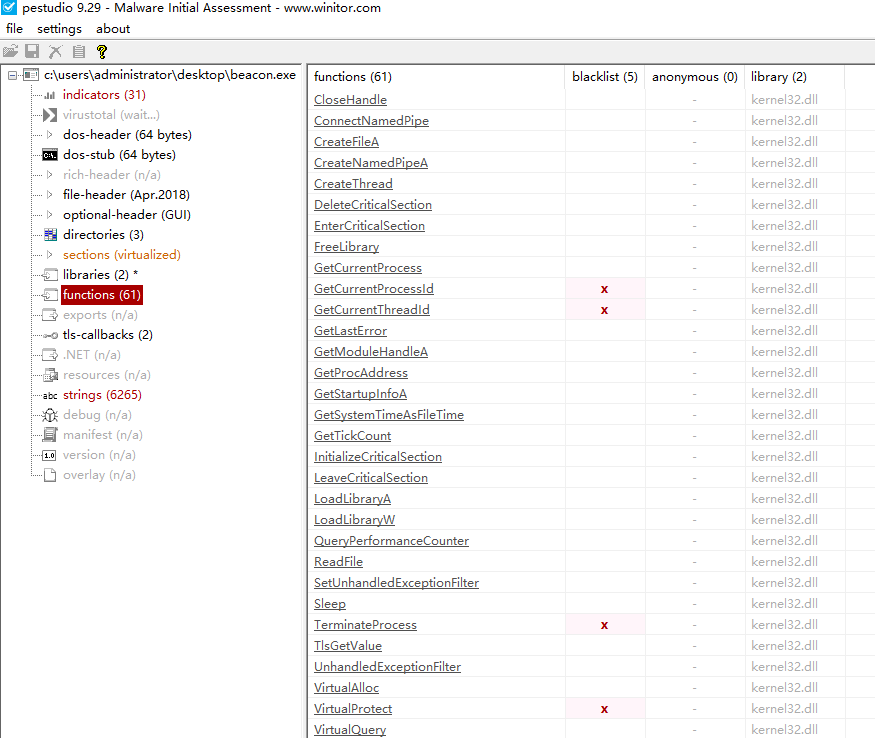 pestudio 9.29 - Malware Initial Assessment - www.winitor.com
file settings about
c:\users\administrator\desktop\beacon.exe
indicators (31)
virustotal (wait...)
dos-header (64 bytes)
dos-stub (64 bytes)
rich-header (n/a)
file-header (Apr.2018)
optional-header (GUI)
directories (3)
sections (virtualized)
libraries (2) *
functions (61)
exports (n/a)
tls-callbacks (2)
.NET (n/a)
resources (n/a)
abc strings (6265)
debug (n/a)
manifest (n/a)
1.0 version (n/a)
overlay (n/a)
functions (61) blacklist (5) anonymous (0) library (2)
CloseHandle - kernel32.dll
ConnectNamedPipe - kernel32.dll
CreateFileA - kernel32.dll
CreateNamedPipeA - kernel32.dll
CreateThread - kernel32.dll
DeleteCriticalSection - kernel32.dll
EnterCriticalSection - kernel32.dll
FreeLibrary - kernel32.dll
GetCurrentProcess - kernel32.dll
GetCurrentProcessId x - kernel32.dll
GetCurrentThreadId x - kernel32.dll
GetLastError - kernel32.dll
GetModuleHandleA - kernel32.dll
GetProcAddress - kernel32.dll
GetStartupInfoA - kernel32.dll
GetSystemTimeAsFileTime - kernel32.dll
GetTickCount - kernel32.dll
InitializeCriticalSection - kernel32.dll
LeaveCriticalSection - kernel32.dll
LoadLibraryA - kernel32.dll
LoadLibraryW - kernel32.dll
QueryPerformanceCounter - kernel32.dll
ReadFile - kernel32.dll
SetUnhandledExceptionFilter - kernel32.dll
Sleep - kernel32.dll
TerminateProcess x - kernel32.dll
TlsGetValue - kernel32.dll
UnhandledExceptionFilter - kernel32.dll
VirtualAlloc - kernel32.dll
VirtualProtect x - kernel32.dll
VirtualQuery - kernel32.dll